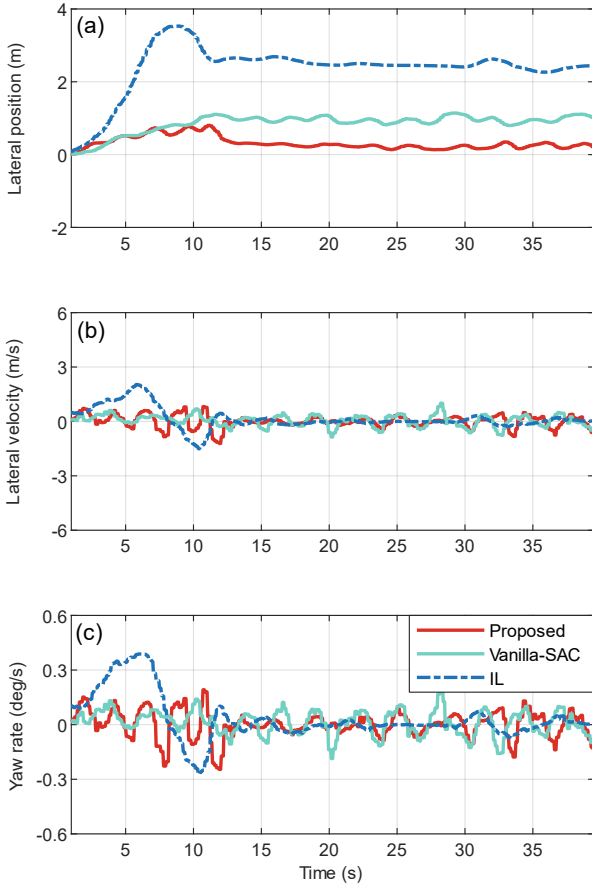 (a)
Lateral position (m)
4
2
0
-2
5 10 15 20 25 30 35
(b)
Lateral velocity (m/s)
6
3
0
-3
-6
5 10 15 20 25 30 35
(c)
Yaw rate (deg/s)
0.6
0.3
0
-0.3
-0.6
Proposed
Vanilla-SAC
IL
5 10 15 20 25 30 35
Time (s)